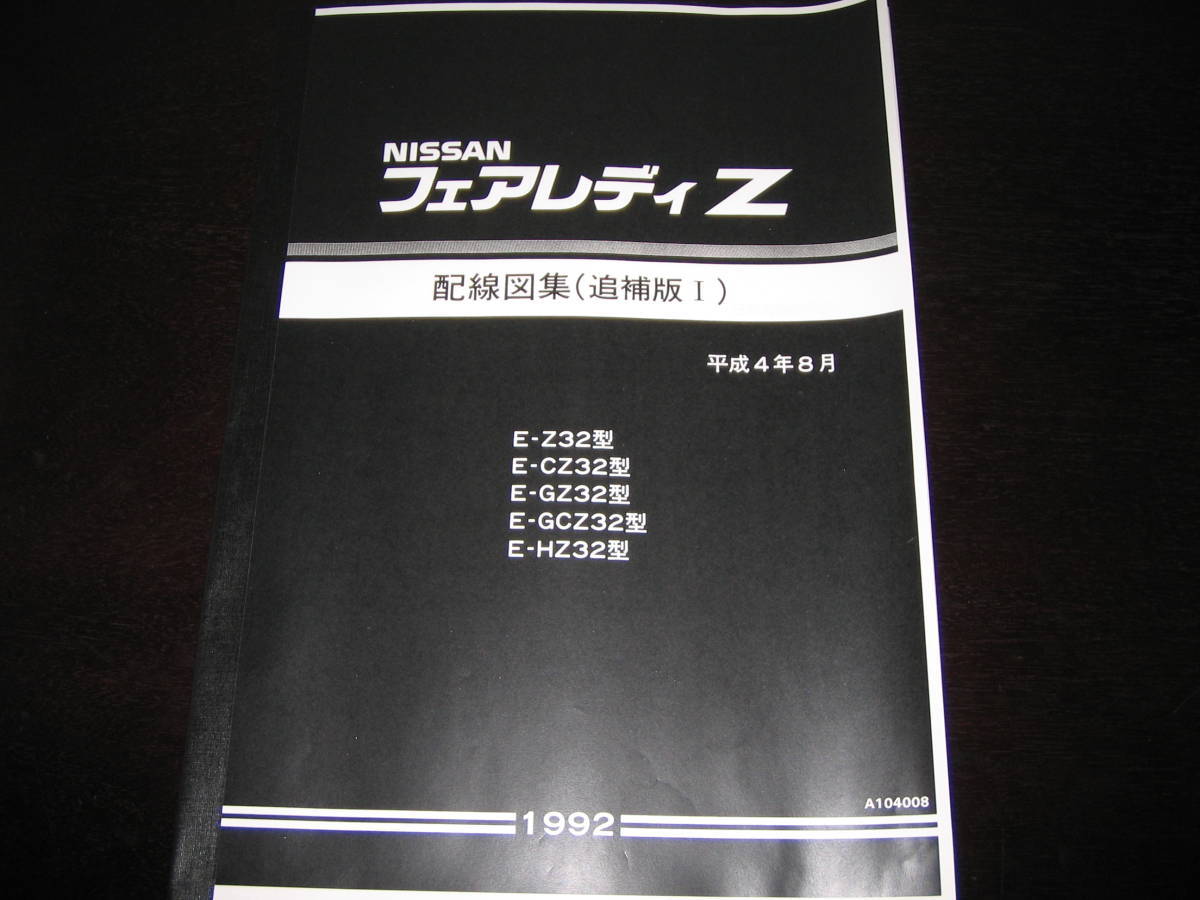 NISSAN
フェアレディZ
配線図集(追補版Ⅰ)
平成4年8月
E-Z32型
E-CZ32型
E-GZ32型
E-GCZ32型
E-HZ32型
A104008
1992